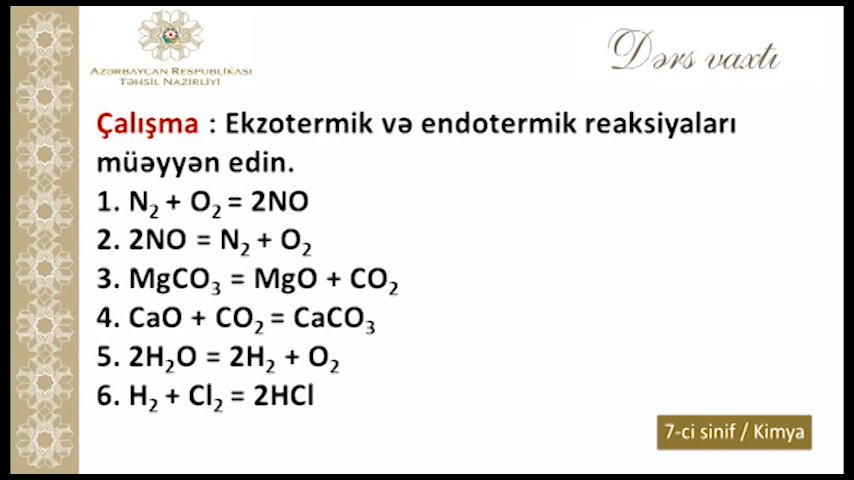 AZƏRBAYCAN RESPUBLİKASI
TƏHSİL NAZİRLİYİ
Dərs vaxtı
Çalışma : Ekzotermik və endotermik reaksiyaları
müəyyən edin.
1. N₂ + O₂ = 2NO
2. 2NO = N₂ + O₂
3. MgCO₃ = MgO + CO₂
4. CaO + CO₂ = CaCO₃
5. 2H₂O = 2H₂ + O₂
6. H₂ + Cl₂ = 2HCl
7-ci sinif / Kimya